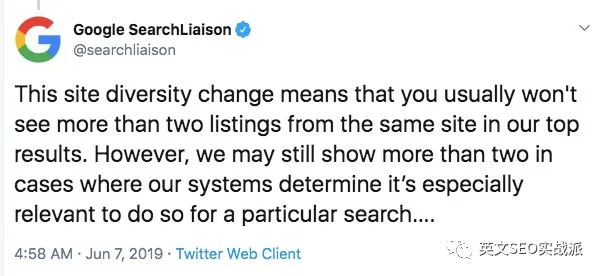 Google SearchLiaison
@searchliaison
This site diversity change means that you usually won't
see more than two listings from the same site in our top
results. However, we may still show more than two in
cases where our systems determine it’s especially
relevant to do so for a particular search....
4:58 AM · Jun 7, 2019 · Twitter Web Client
英文SEO实战派